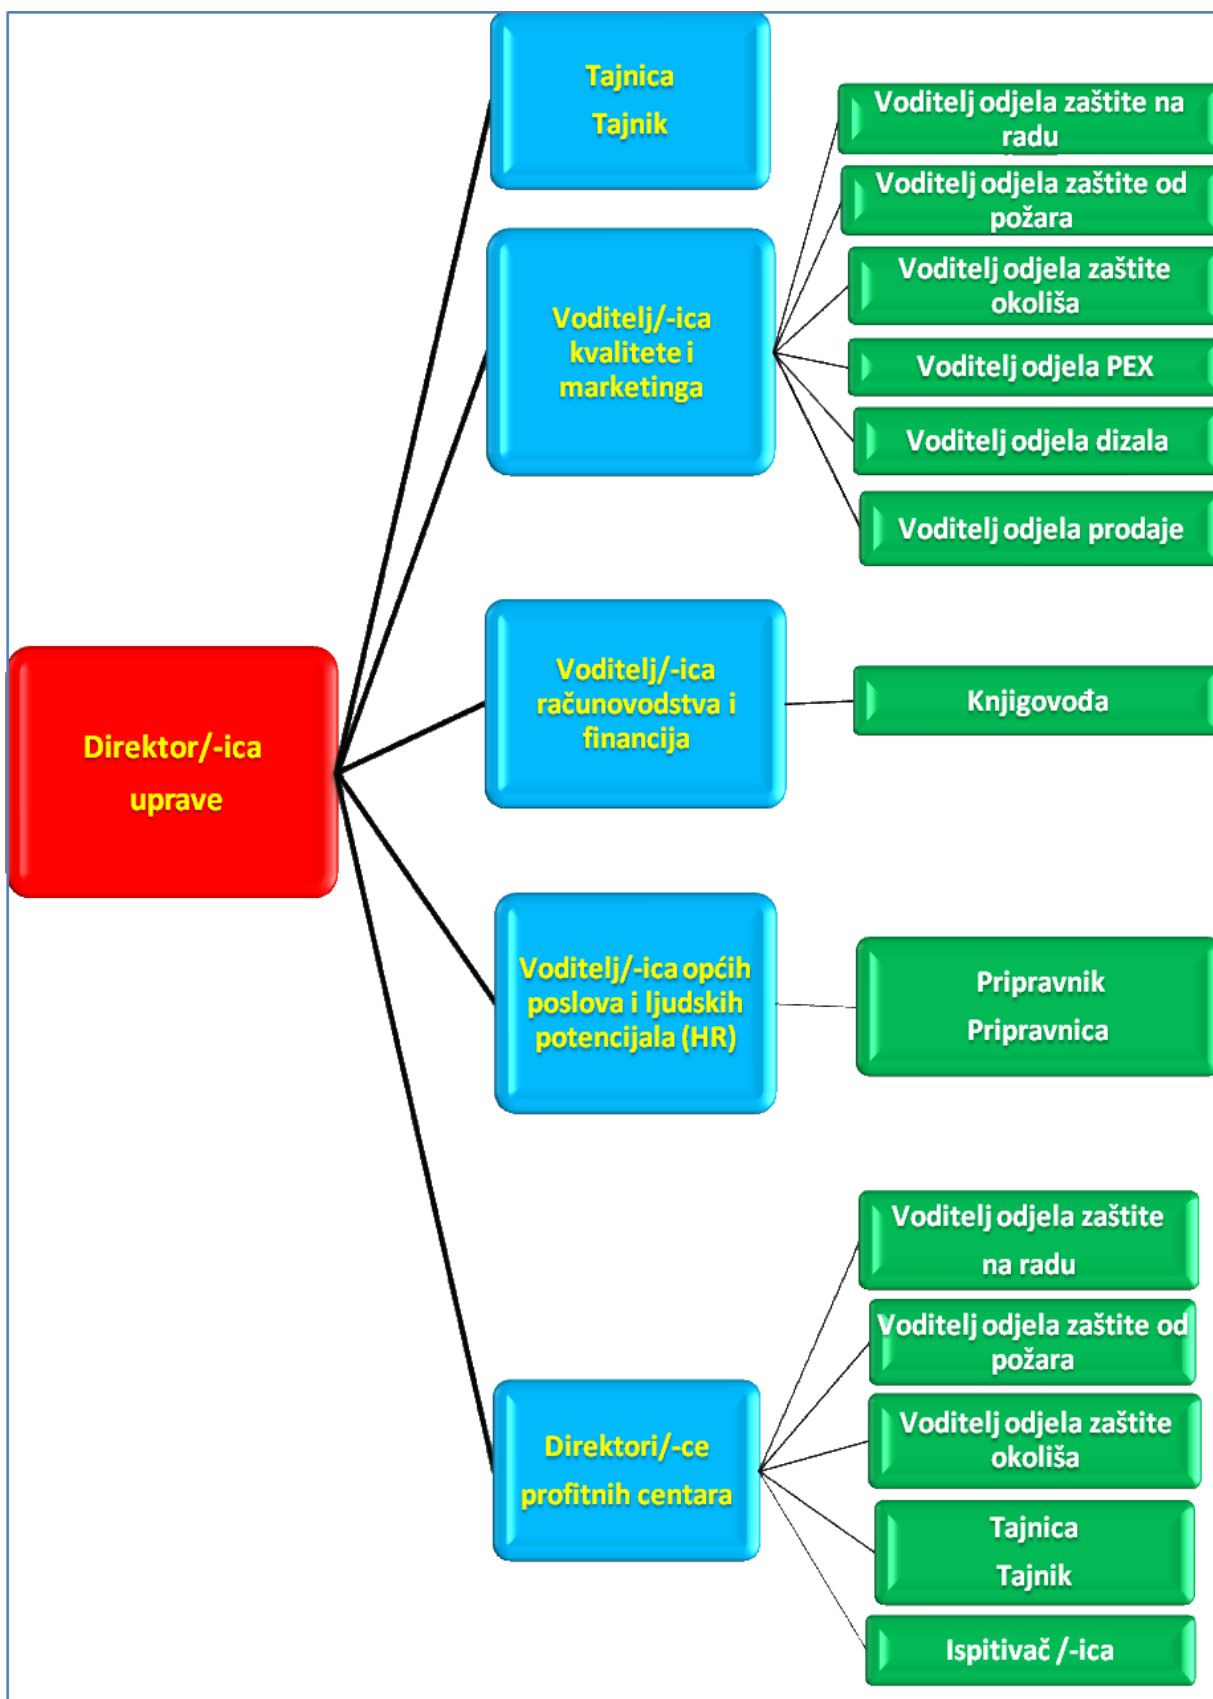 Tajnica
Tajnik
Voditelj odjela zaštite na
radu
Voditelj odjela zaštite od
požara
Voditelj odjela zaštite
okoliša
Voditelj/-ica
kvalitete i
marketinga
Voditelj odjela PEX
Voditelj odjela dizala
Voditelj odjela prodaje
Direktor/-ica
uprave
Voditelj/-ica
računovodstva i
financija
Knjigovođa
Voditelj/-ica općih
poslova i ljudskih
potencijala (HR)
Pripravnik
Pripravnica
Direktori/-ce
profitnih centara
Voditelj odjela zaštite
na radu
Voditelj odjela zaštite od
požara
Voditelj odjela zaštite
okoliša
Tajnica
Tajnik
Ispitivač /-ica